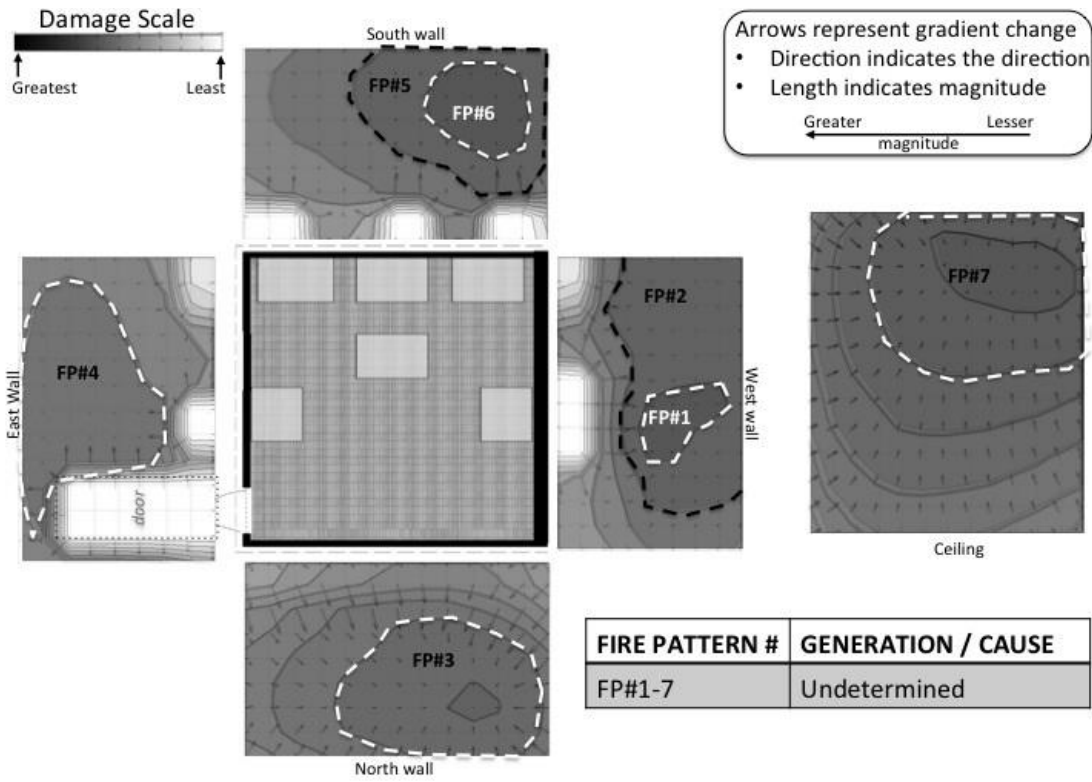 Damage Scale
Greatest
Least
South wall
FP#5
FP#6
Arrows represent gradient change
• Direction indicates the direction
• Length indicates magnitude
Greater
Lesser
magnitude
East Wall
FP#4
door
FP#2
FP#1
West wall
FP#7
Ceiling
FP#3
North wall
FIRE PATTERN # GENERATION / CAUSE
FP#1-7 Undetermined